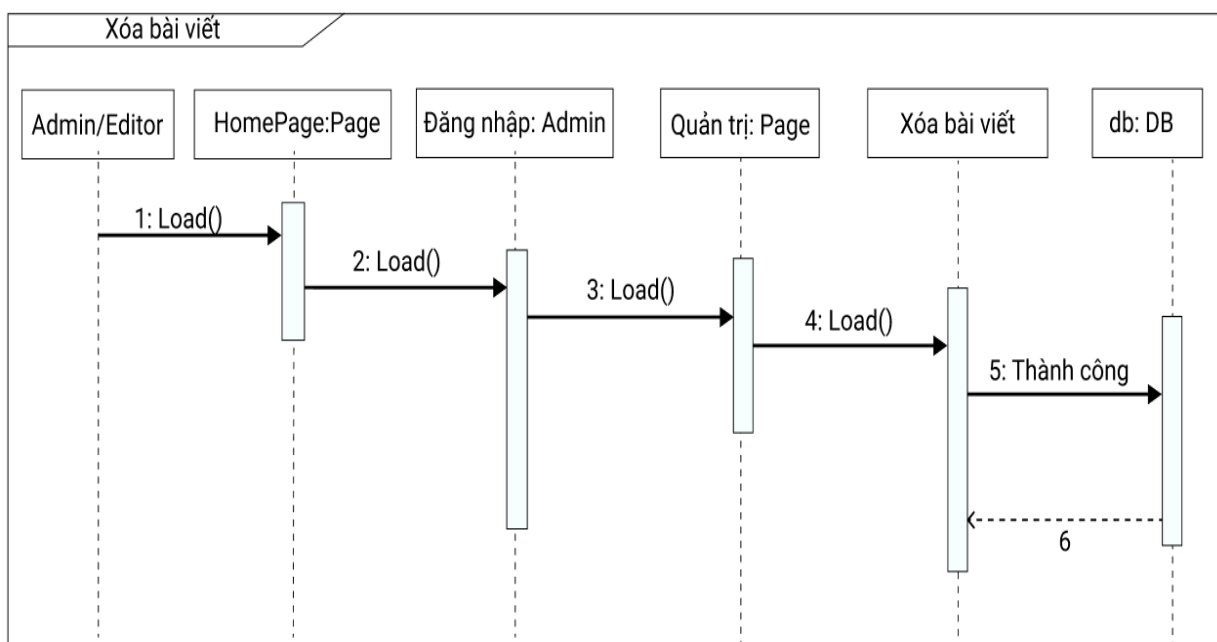 Xóa bài viết
Admin/Editor
HomePage:Page
Đăng nhập: Admin
Quản trị: Page
Xóa bài viết
db: DB
1: Load()
2: Load()
3: Load()
4: Load()
5: Thành công
6